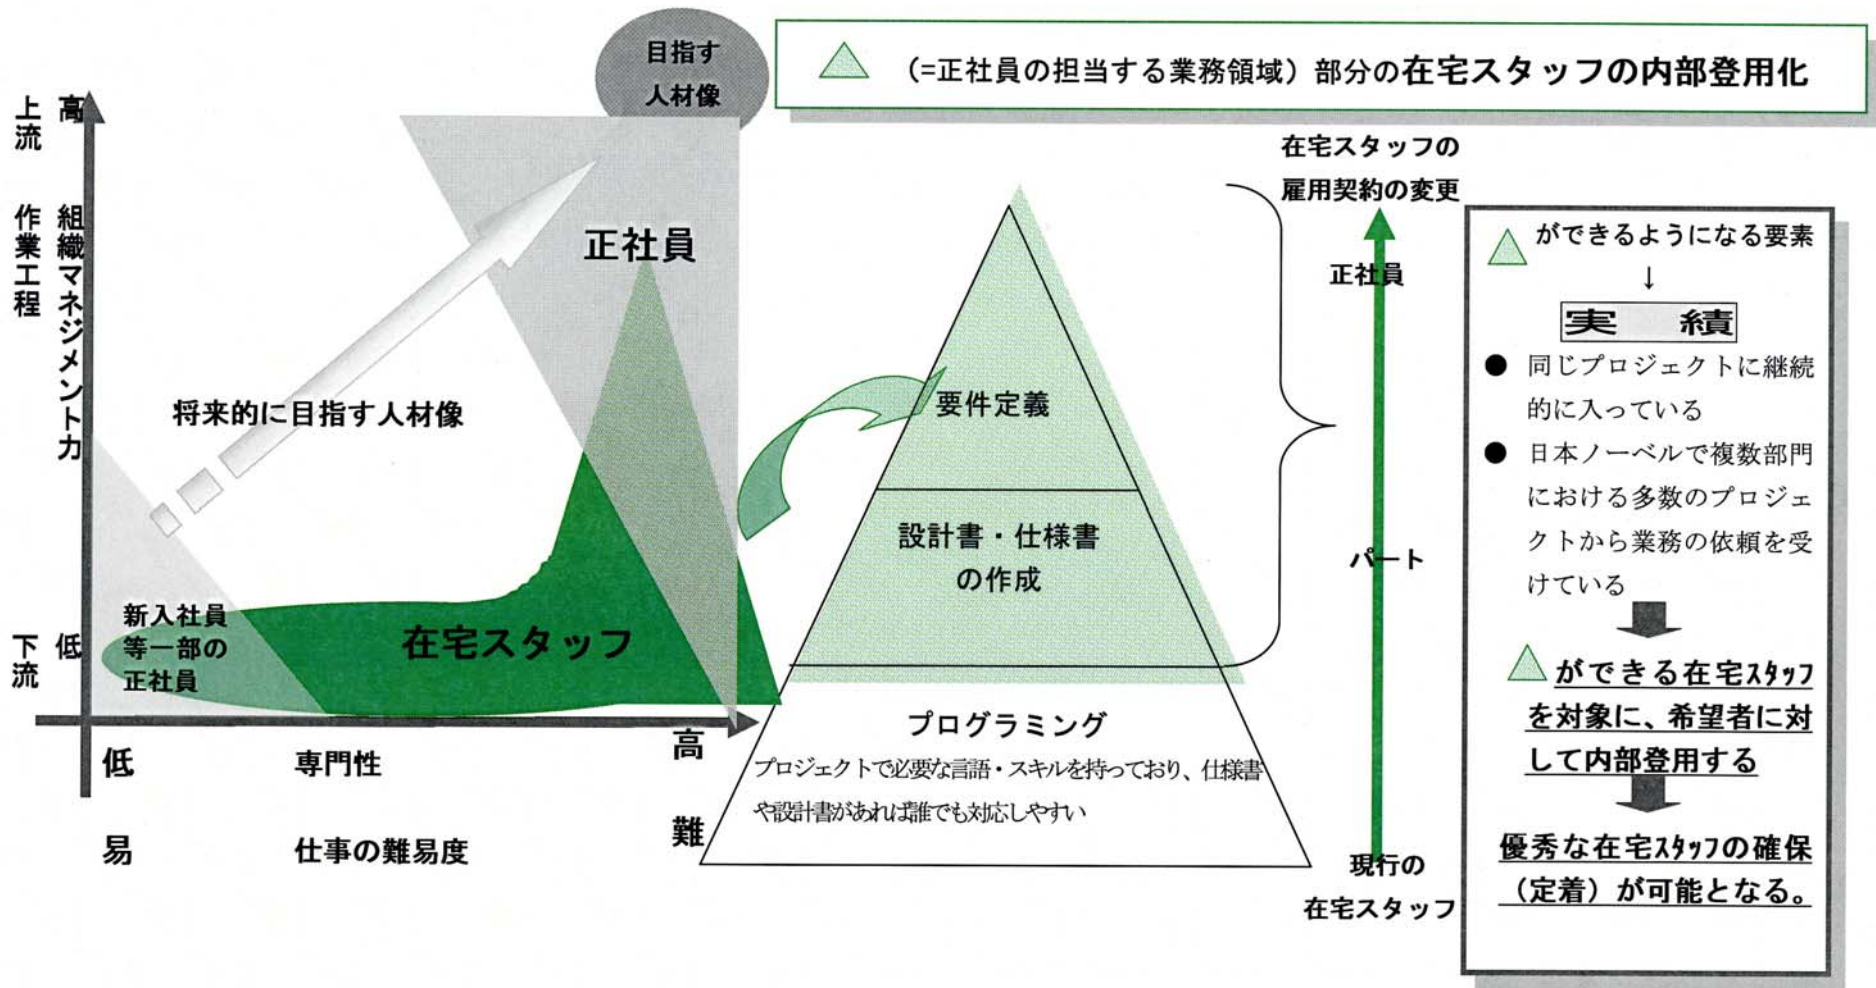 目指す
人材像
(=正社員の担当する業務領域) 部分の在宅スタッフの内部登用化
高
上流
組織マネジメント力
作業工程
低
下流
正社員
将来的に目指す人材像
新入社員
等一部の
正社員
在宅スタッフ
低
専門性
高
易
仕事の難易度
難
要件定義
設計書・仕様書
の作成
プログラミング
プロジェクトで必要な言語・スキルを持っており、仕様書
や設計書があれば誰でも対応しやすい
在宅スタッフの
雇用契約の変更
正社員
パート
現行の
在宅スタッフ
ができるようになる要素
↓
実 績
● 同じプロジェクトに継続
的に入っている
● 日本ノーベルで複数部門
における多数のプロジェ
クトから業務の依頼を受
けている
ができる在宅ｽﾀｯﾌ
を対象に、希望者に対
して内部登用する
優秀な在宅ｽﾀｯﾌの確保
（定着）が可能となる。